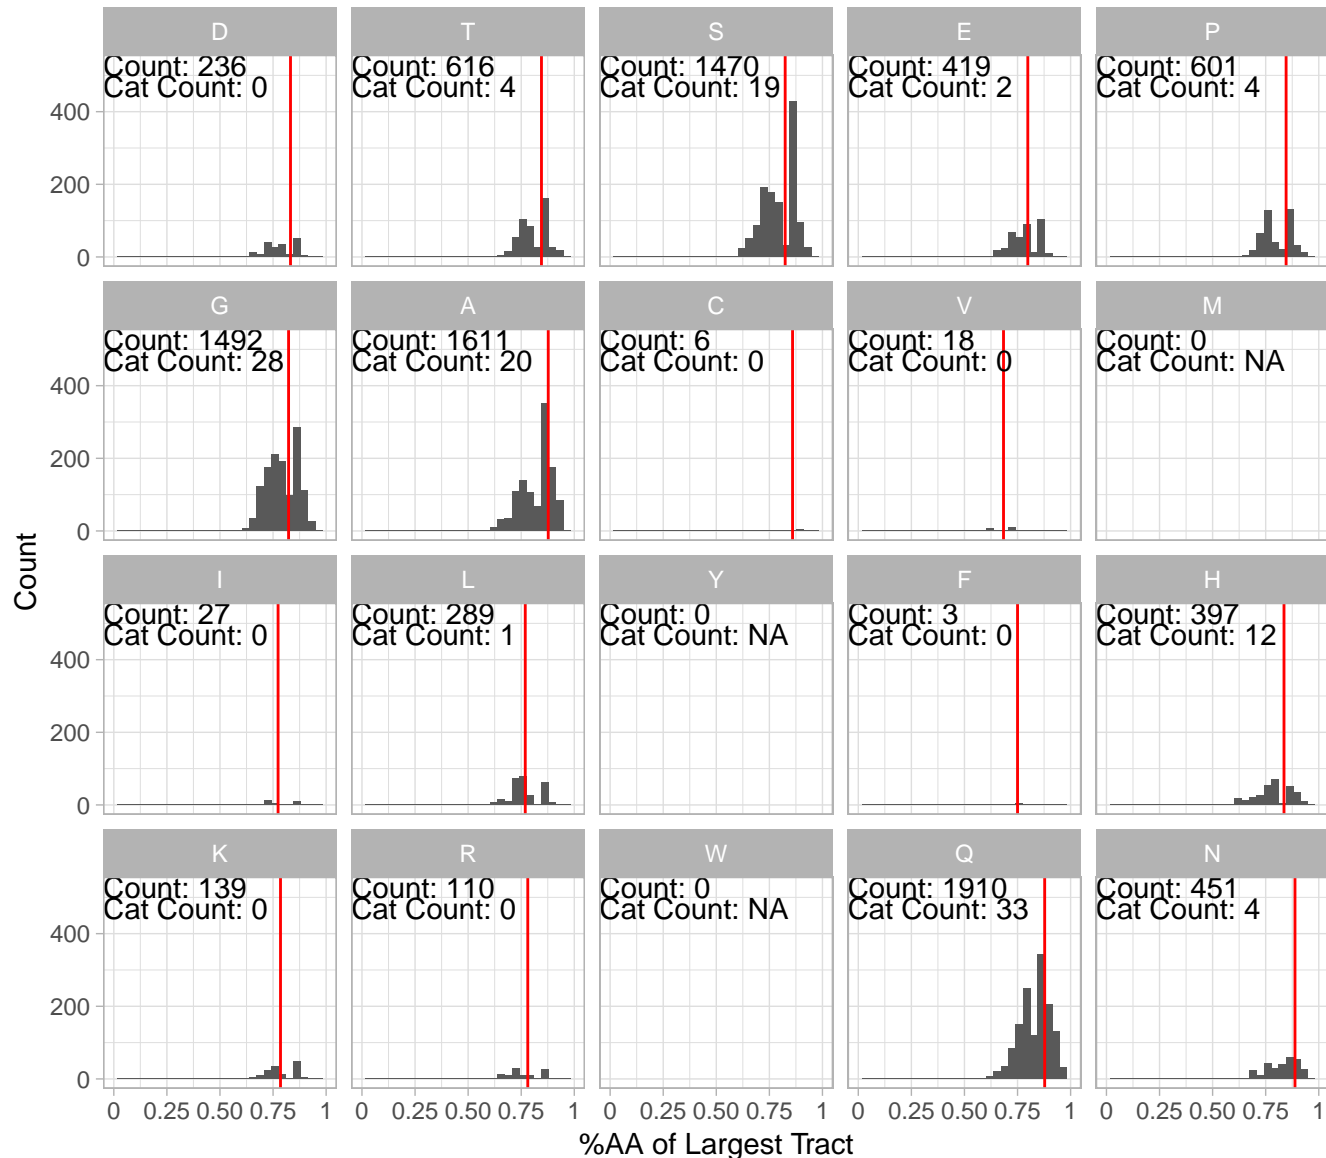 D T S E P
Count: 236 Count: 616 Count: 1470 Count: 419 Count: 601
Cat Count: 0 Cat Count: 4 Cat Count: 19 Cat Count: 2 Cat Count: 4
400
200
0
G A C V M
Count: 1492 Count: 1611 Count: 6 Count: 18 Count: 0
Cat Count: 28 Cat Count: 20 Cat Count: 0 Cat Count: 0 Cat Count: NA
400
200
0
Count
I L Y F H
Count: 27 Count: 289 Count: 0 Count: 3 Count: 397
Cat Count: 0 Cat Count: 1 Cat Count: NA Cat Count: 0 Cat Count: 12
400
200
0
K R W Q N
Count: 139 Count: 110 Count: 0 Count: 1910 Count: 451
Cat Count: 0 Cat Count: 0 Cat Count: NA Cat Count: 33 Cat Count: 4
400
200
0
0 0.25 0.50 0.75 1 0 0.25 0.50 0.75 1 0 0.25 0.50 0.75 1 0 0.25 0.50 0.75 1 0 0.25 0.50 0.75 1
%AA of Largest Tract